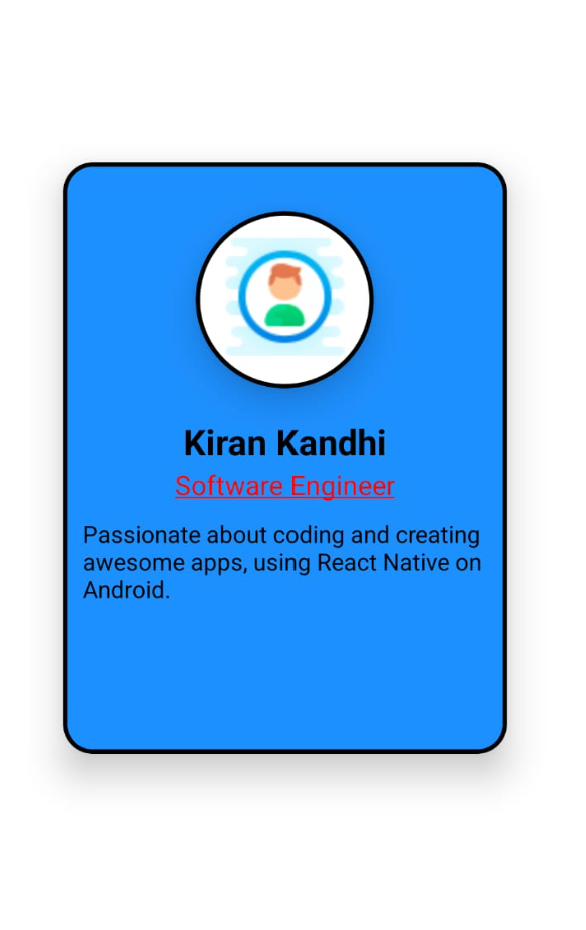 Kiran Kandhi
Software Engineer
Passionate about coding and creating
awesome apps, using React Native on
Android.